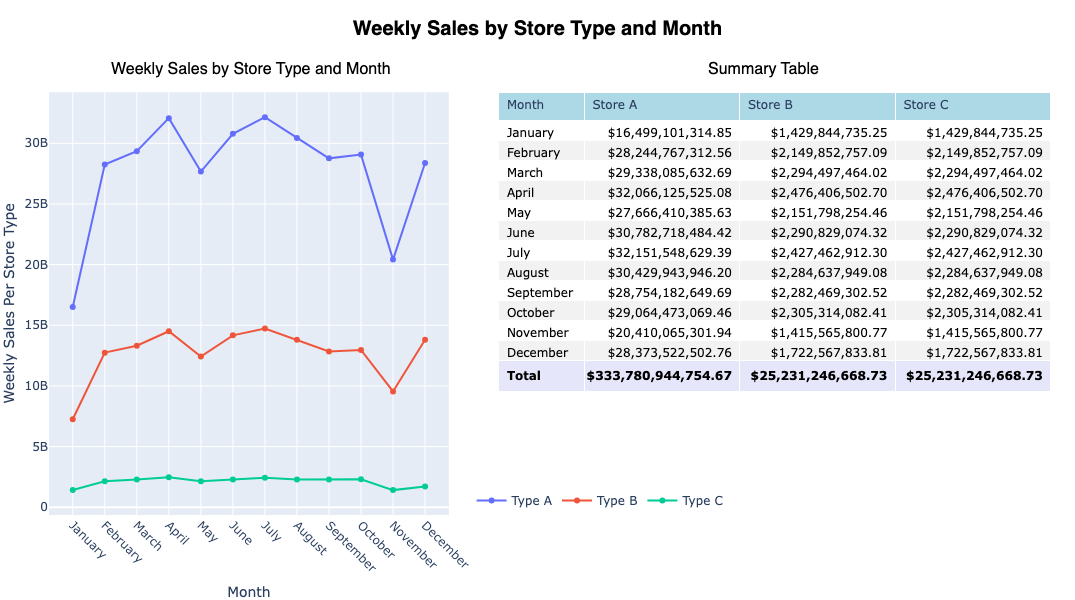 Weekly Sales by Store Type and Month
Weekly Sales by Store Type and Month
Weekly Sales Per Store Type
30B
25B
20B
15B
10B
5B
0
January
February
March
April
May
June
July
August
September
October
November
December
Month
Summary Table
Month Store A Store B Store C
January $16,499,101,314.85 $1,429,844,735.25 $1,429,844,735.25
February $28,244,767,312.56 $2,149,852,757.09 $2,149,852,757.09
March $29,338,085,632.69 $2,294,497,464.02 $2,294,497,464.02
April $32,066,125,525.08 $2,476,406,502.70 $2,476,406,502.70
May $27,666,410,385.63 $2,151,798,254.46 $2,151,798,254.46
June $30,782,718,484.42 $2,290,829,074.32 $2,290,829,074.32
July $32,151,548,629.39 $2,427,462,912.30 $2,427,462,912.30
August $30,429,943,946.20 $2,284,637,949.08 $2,284,637,949.08
September $28,754,182,649.69 $2,282,469,302.52 $2,282,469,302.52
October $29,064,473,069.46 $2,305,314,082.41 $2,305,314,082.41
November $20,410,065,301.94 $1,415,565,800.77 $1,415,565,800.77
December $28,373,522,502.76 $1,722,567,833.81 $1,722,567,833.81
Total $333,780,944,754.67 $25,231,246,668.73 $25,231,246,668.73
Type A Type B Type C